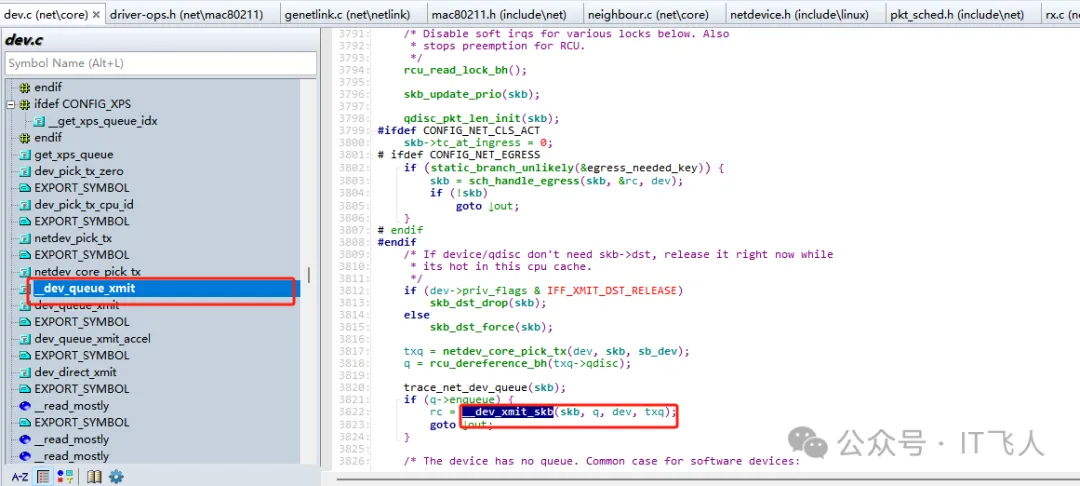 dev.c (net\core) × driver-ops.h (net\mac80211) genetlink.c (net\netlink) mac80211.h (include\net) neighbour.c (net\core) netdevice.h (include\linux) pkt_sched.h (include\net) rx.c (ne
dev.c
Symbol Name (Alt+L)
endif
ifdef CONFIG_XPS
__get_xps_queue_idx
endif
get_xps_queue
dev_pick_tx_zero
EXPORT_SYMBOL
dev_pick_tx_cpu_id
EXPORT_SYMBOL
netdev_pick_tx
EXPORT_SYMBOL
netdev_core_pick_tx
__dev_queue_xmit
dev_queue_xmit
EXPORT_SYMBOL
dev_queue_xmit_accel
EXPORT_SYMBOL
dev_direct_xmit
EXPORT_SYMBOL
__read_mostly
EXPORT_SYMBOL
__read_mostly
__read_mostly
A-Z
3791: /* Disable soft irqs for various locks below. Also
3792: * stops preemption for RCU.
3793: */
3794: rcu_read_lock_bh();
3795:
3796: skb_update_prio(skb);
3797:
3798: qdisc_pkt_len_init(skb);
3799: #ifdef CONFIG_NET_CLS_ACT
3800: skb->tc_at_ingress = 0;
3801: # ifdef CONFIG_NET_EGRESS
3802: if (static_branch_unlikely(&egress_needed_key)) {
3803: skb = sch_handle_egress(skb, &rc, dev);
3804: if (!skb)
3805: goto ↓out;
3806: }
3807: # endif
3808: #endif
3809: /* If device/qdisc don't need skb->dst, release it right now while
3810: * its hot in this cpu cache.
3811: */
3812: if (dev->priv_flags & IFF_XMIT_DST_RELEASE)
3813: skb_dst_drop(skb);
3814: else
3815: skb_dst_force(skb);
3816:
3817: txq = netdev_core_pick_tx(dev, skb, sb_dev);
3818: q = rcu_dereference_bh(txq->qdisc);
3819:
3820: trace_net_dev_queue(skb);
3821: if (q->enqueue) {
3822: rc = __dev_xmit_skb(skb, q, dev, txq);
3823: goto ↓out;
3824: }
3825:
3826: /* The device has no queue. Common case for software devices:
公众号 · IT飞人